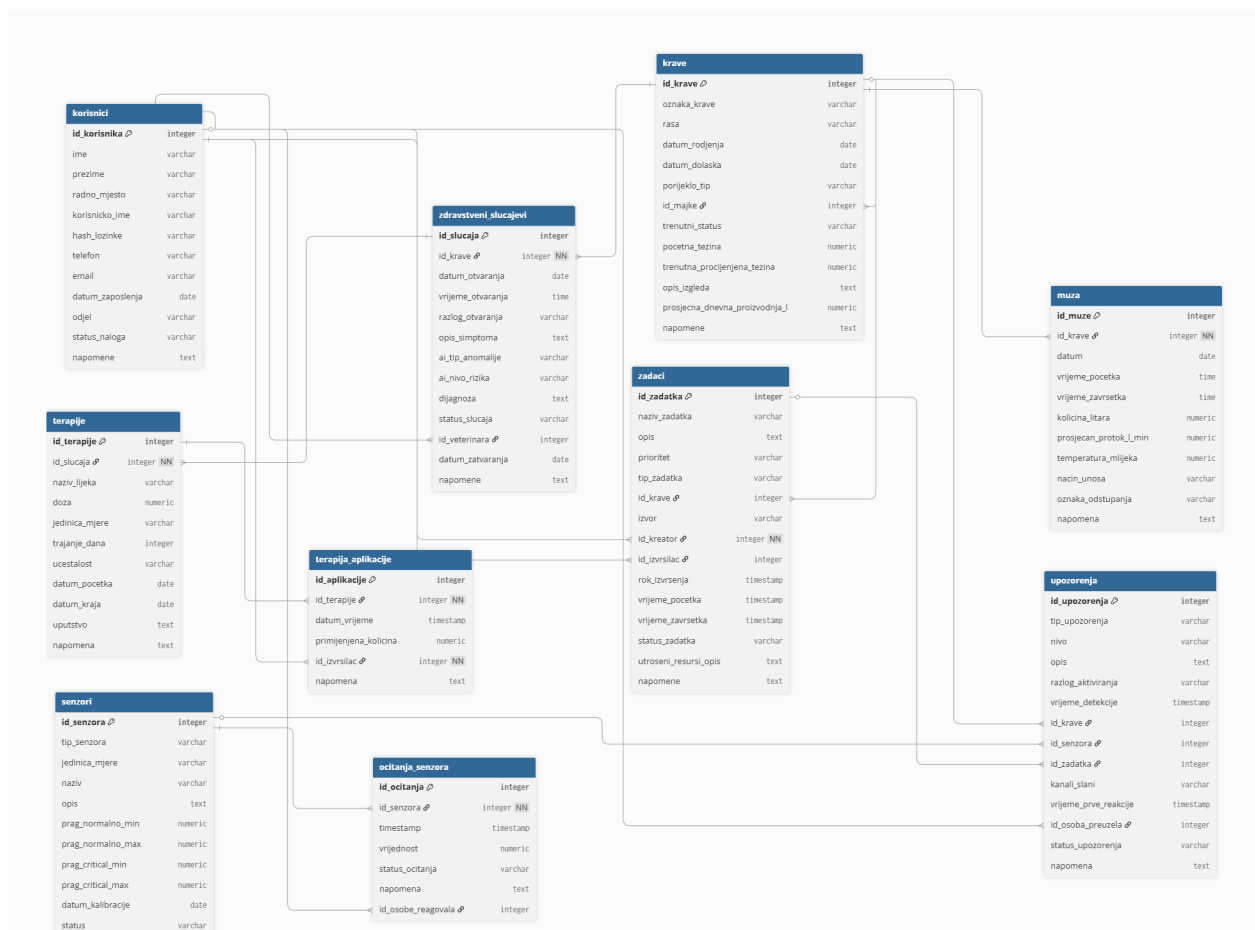 korisnici
id_korisnika integer
ime varchar
prezime varchar
radno_mjesto varchar
korisnicko_ime varchar
hash_lozinke varchar
telefon varchar
email varchar
datum_zaposlenja date
odjel varchar
status_naloga varchar
napomene text
terapije
id_terapije integer
id_slucaja integer NN
naziv_lijeka varchar
doza numeric
jedinica_mjere varchar
trajanje_dana integer
ucestalost varchar
datum_pocetka date
datum_kraja date
uputstvo text
napomena text
senzori
id_senzora integer
tip_senzora varchar
jedinica_mjere varchar
naziv varchar
opis text
prag_normalno_min numeric
prag_normalno_max numeric
prag_critical_min numeric
prag_critical_max numeric
datum_kalibracije date
status varchar
zdravstveni_slucajevi
id_slucaja integer
id_krave integer NN
datum_otvaranja date
vrijeme_otvaranja time
razlog_otvaranja varchar
opis_simptoma text
ai_tip_anomalije varchar
ai_nivo_rizika varchar
dijagnoza text
status_slucaja varchar
id_veterinara integer
datum_zatvaranja date
napomene text
terapija_aplikacije
id_aplikacije integer
id_terapije integer NN
datum_vrijeme timestamp
primijenjena_kolicina numeric
id_izvrsilac integer NN
napomena text
ocitanja_senzora
id_ocitanja integer
id_senzora integer NN
timestamp timestamp
vrijednost numeric
status_ocitanja varchar
napomena text
id_osobe_reagovala integer
krave
id_krave integer
oznaka_krave varchar
rasa varchar
datum_rodjenja date
datum_dolaska date
porijeklo_tip varchar
id_majke integer
trenutni_status varchar
pocetna_tezina numeric
trenutna_procijenjena_tezina numeric
opis_izgleda text
prosjecna_dnevna_proizvodnja_l numeric
napomene text
zadaci
id_zadatka integer
naziv_zadatka varchar
opis text
prioritet varchar
tip_zadatka varchar
id_krave integer
izvor varchar
id_kreator integer NN
id_izvrsilac integer
rok_izvrsenja timestamp
vrijeme_pocetka timestamp
vrijeme_zavrsetka timestamp
status_zadatka varchar
utroseni_resursi_opis text
napomene text
muza
id_muze integer
id_krave integer NN
datum date
vrijeme_pocetka time
vrijeme_zavrsetka time
kolicina_litara numeric
prosjecan_protok_l_min numeric
temperatura_mlijeka numeric
nacin_unosa varchar
oznaka_odstupanja varchar
napomena text
upozorenja
id_upozorenja integer
tip_upozorenja varchar
nivo varchar
opis text
razlog_aktiviranja varchar
vrijeme_detekcije timestamp
id_krave integer
id_senzora integer
id_zadatka integer
kanali_slani varchar
vrijeme_prve_reakcije timestamp
id_osoba_preuzela integer
status_upozorenja varchar
napomena text